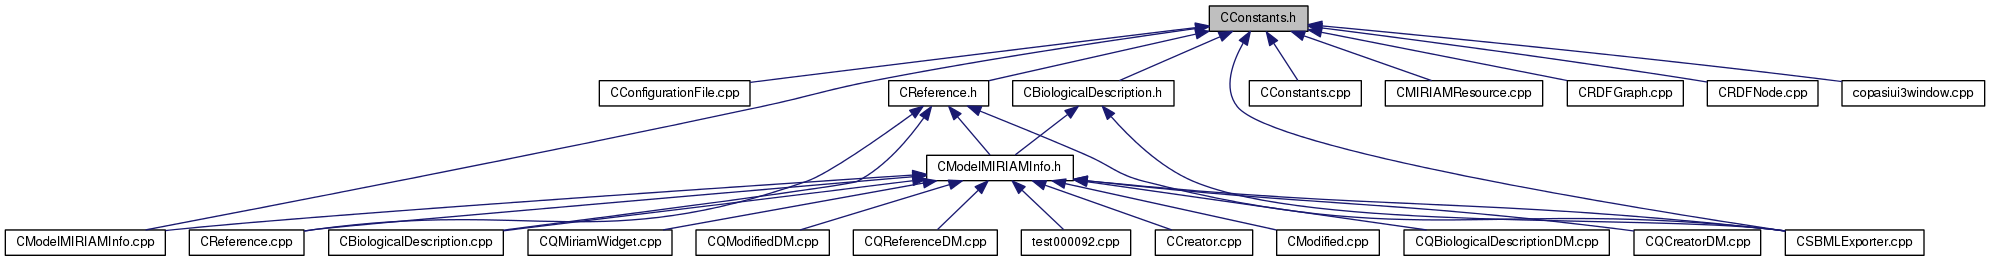 CConstants.h
CConfigurationFile.cpp
CReference.h
CBiologicalDescription.h
CConstants.cpp
CMIRIAMResource.cpp
CRDFGraph.cpp
CRDFNode.cpp
copasiui3window.cpp
CModelMIRIAMInfo.h
CModelMIRIAMInfo.cpp
CReference.cpp
CBiologicalDescription.cpp
CQMiriamWidget.cpp
CQModifiedDM.cpp
CQReferenceDM.cpp
test000092.cpp
CCreator.cpp
CModified.cpp
CQBiologicalDescriptionDM.cpp
CQCreatorDM.cpp
CSBMLExporter.cpp